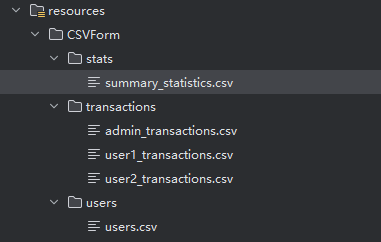 resources
CSVForm
stats
summary_statistics.csv
transactions
admin_transactions.csv
user1_transactions.csv
user2_transactions.csv
users
users.csv